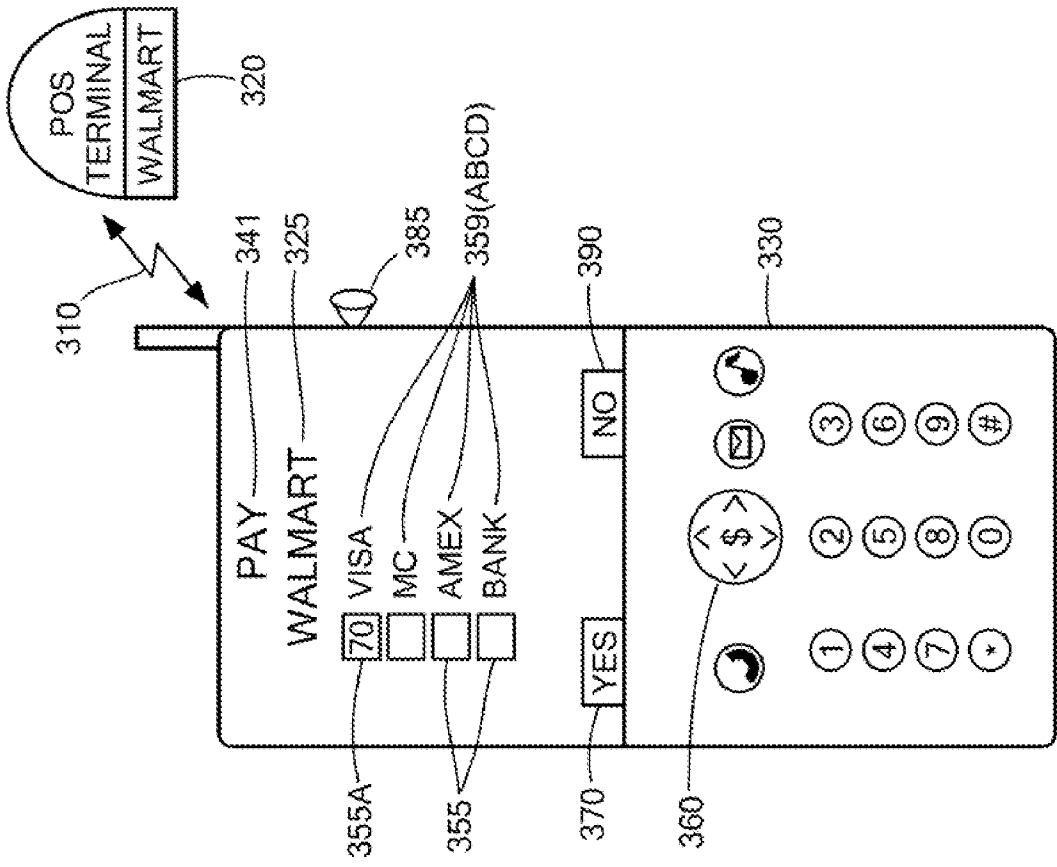 POS
TERMINAL
WALMART
320
310
PAY
341
WALMART
325
385
359(ABCD)
70 VISA
MC
AMEX
BANK
355A
355
YES
NO
370
390
330
360
< ^ $ v >
1 2 3
4 5 6
7 8 9
* 0 #